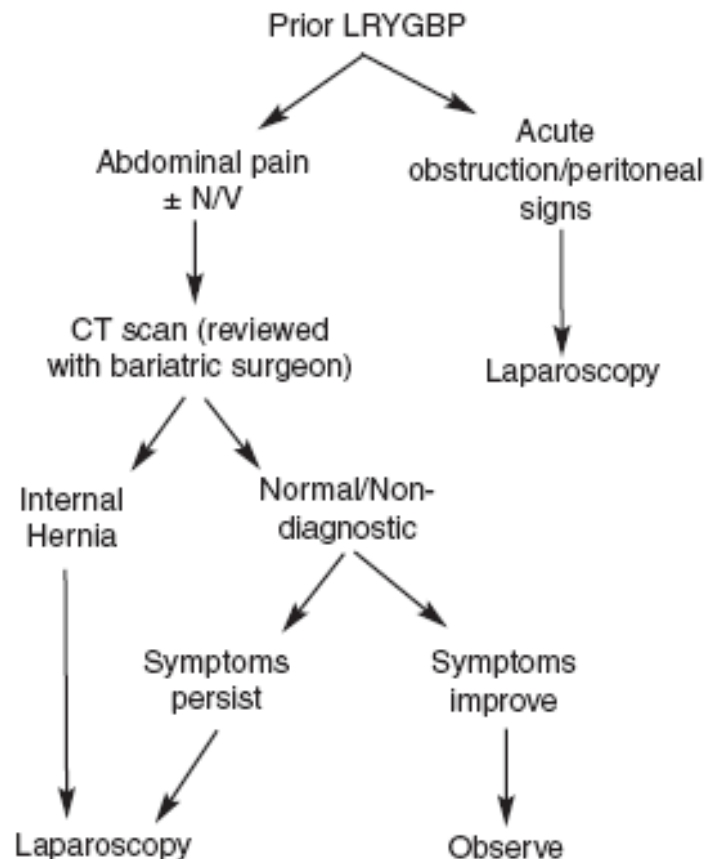 Prior LRYGBP
Abdominal pain
± N/V
Acute
obstruction/peritoneal
signs
CT scan (reviewed
with bariatric surgeon)
Laparoscopy
Internal
Hernia
Normal/Non-
diagnostic
Symptoms
persist
Symptoms
improve
Laparoscopy
Observe